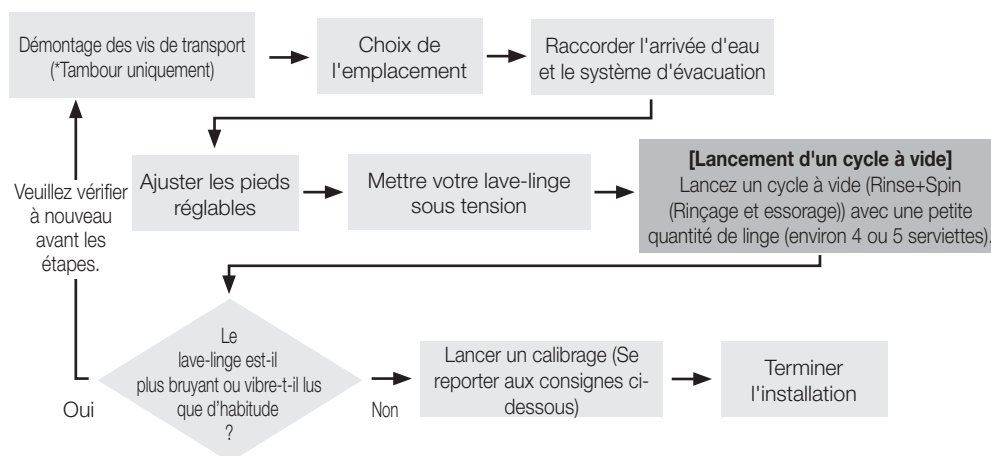 Démontage des vis de transport
(*Tambour uniquement)
Choix de
l'emplacement
Raccorder l'arrivée d'eau
et le système d'évacuation
Veuillez vérifier
à nouveau
avant les
étapes.
Ajuster les pieds
réglables
Mettre votre lave-linge
sous tension
[Lancement d'un cycle à vide]
Lancez un cycle à vide (Rinse+Spin
(Rinçage et essorage)) avec une petite
quantité de linge (environ 4 ou 5 serviettes).
Le
lave-linge est-il
plus bruyant ou vibre-t-il lus
que d'habitude
?
Oui
Non
Lancer un calibrage (Se
reporter aux consignes ci-
dessous)
Terminer
l'installation